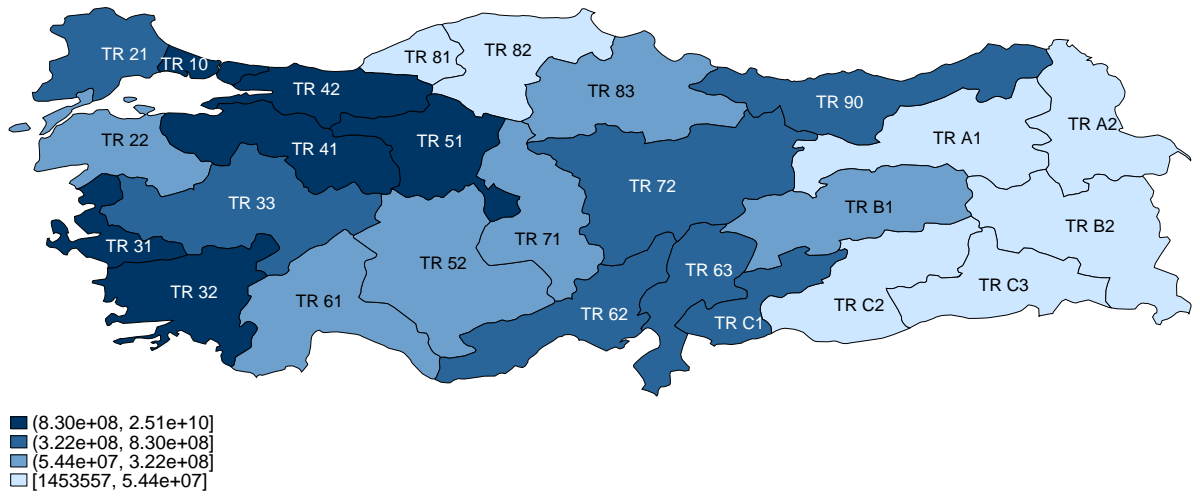 TR 21
TR 10
TR 81
TR 82
TR 42
TR 83
TR 90
TR A2
TR 22
TR 41
TR 51
TR A1
TR 33
TR 72
TR B1
TR B2
TR 31
TR 71
TR 52
TR 63
TR 32
TR 61
TR 62
TR C1
TR C2
TR C3
(8.30e+08, 2.51e+10]
(3.22e+08, 8.30e+08]
(5.44e+07, 3.22e+08]
[1453557, 5.44e+07]